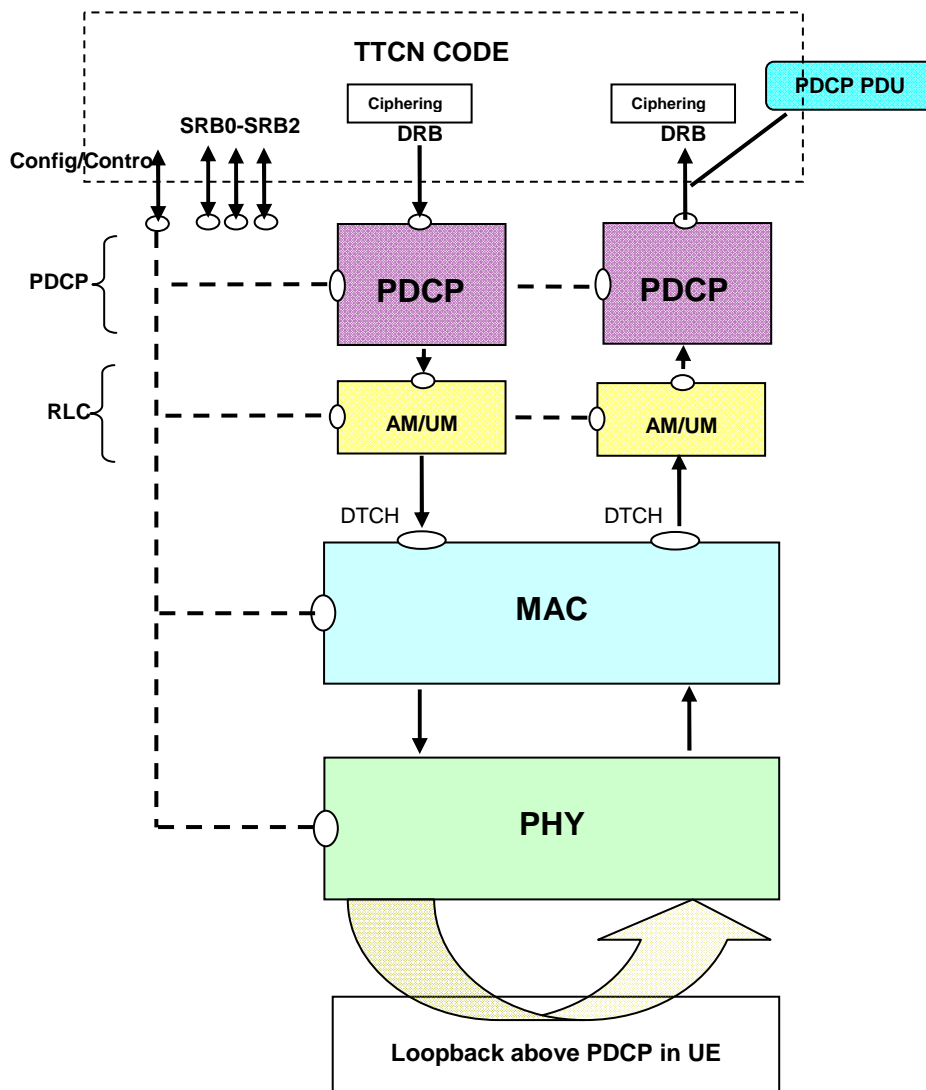 TTCN CODE
PDCP PDU
Ciphering
Ciphering
SRB0-SRB2
DRB
DRB
Config/Contro
PDCP
PDCP
PDCP
RLC
AM/UM
AM/UM
DTCH
DTCH
MAC
PHY
Loopback above PDCP in UE